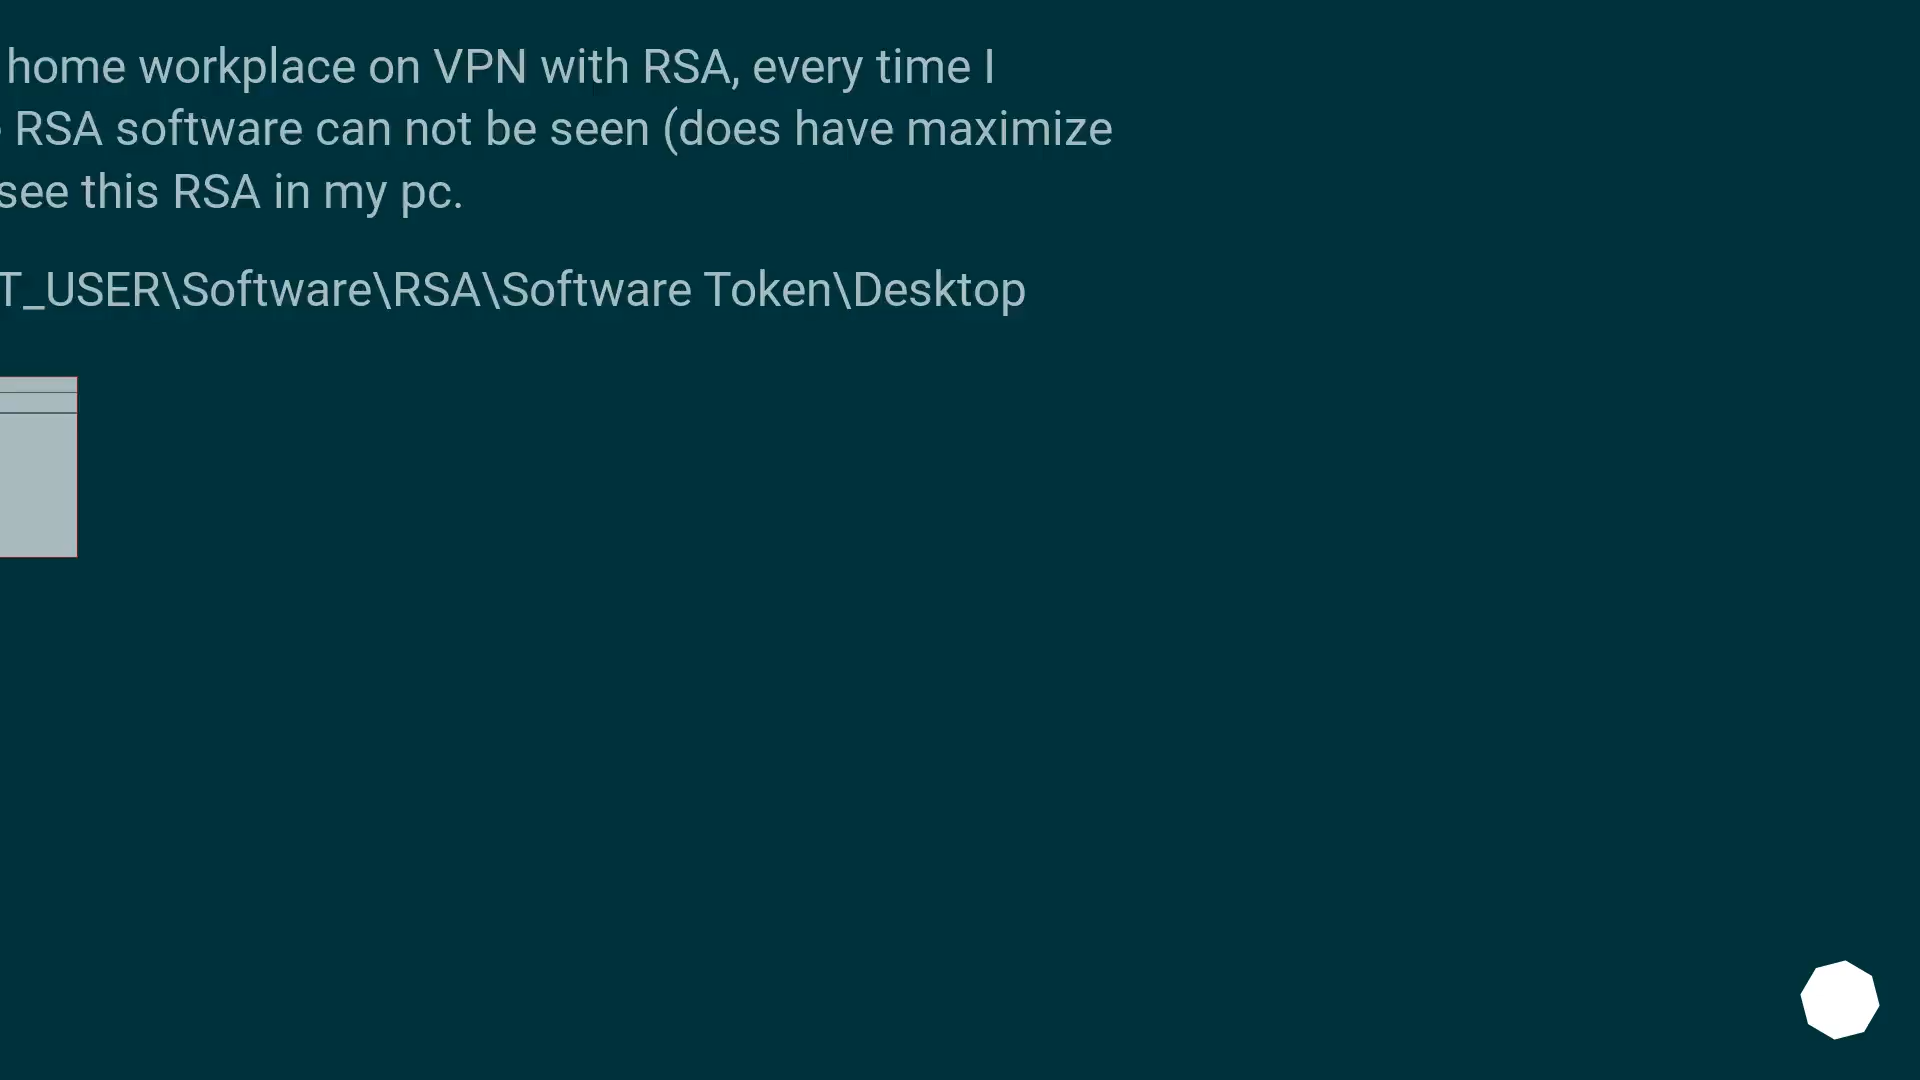 home workplace on VPN with RSA, every time I
RSA software can not be seen (does have maximize
see this RSA in my pc.
T_USER\Software\RSA\Software Token\Desktop